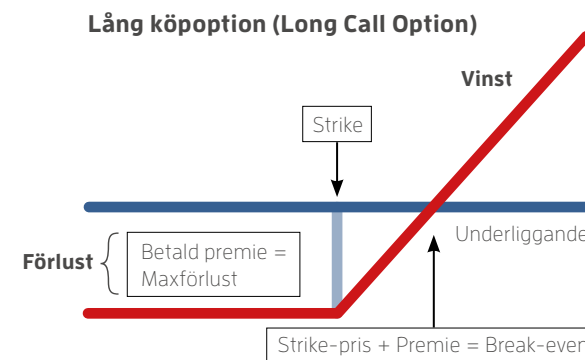 Lång köpoption (Long Call Option)
Vinst
Strike
Underliggande
Förlust
Betald premie =
Maxförlust
Strike-pris + Premie = Break-even